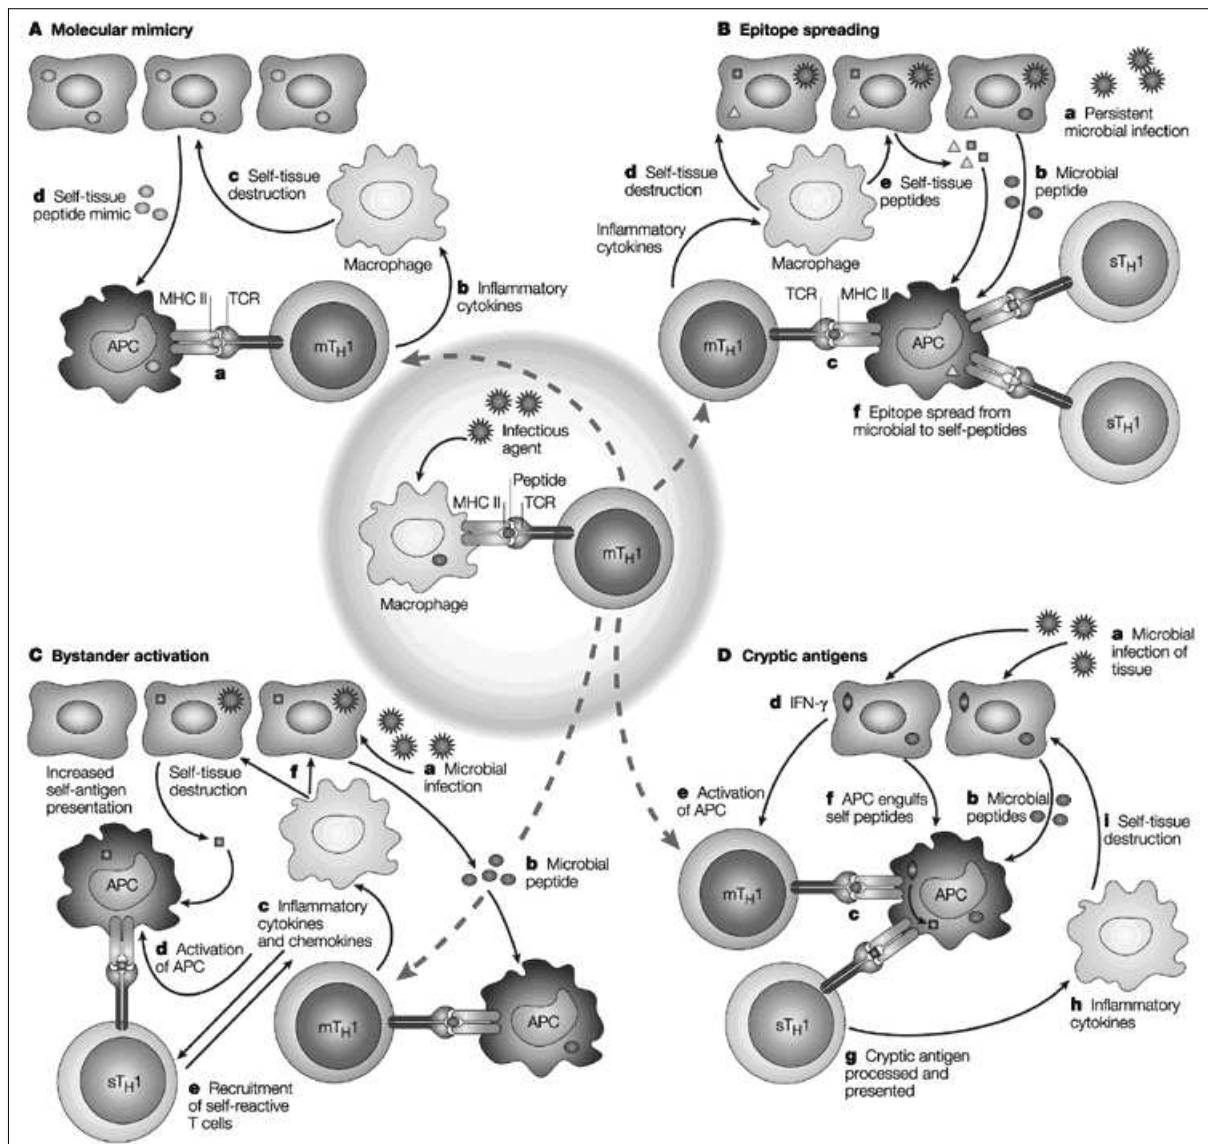 A Molecular mimicry
c Self-tissue
destruction
d Self-tissue
peptide mimic
Macrophage
b Inflammatory
cytokines
MHC II
TCR
APC
mTH1
a
B Epitope spreading
a Persistent
microbial infection
d Self-tissue
destruction
e Self-tissue
peptides
b Microbial
peptide
Inflammatory
cytokines
Macrophage
sTH1
TCR
MHC II
mTH1
APC
c
f Epitope spread from
microbial to self-peptides
sTH1
Infectious
agent
Peptide
MHC II
TCR
mTH1
Macrophage
C Bystander activation
Increased
self-antigen
presentation
Self-tissue
destruction
f
a Microbial
infection
APC
b Microbial
peptide
c Inflammatory
cytokines
and chemokines
d Activation
of APC
mTH1
APC
sTH1
e Recruitment
of self-reactive
T cells
D Cryptic antigens
a Microbial
infection of
tissue
d IFN-γ
e Activation
of APC
f APC engulfs
self peptides
b Microbial
peptides
i Self-tissue
destruction
mTH1
c
APC
sTH1
h Inflammatory
cytokines
g Cryptic antigen
processed and
presented